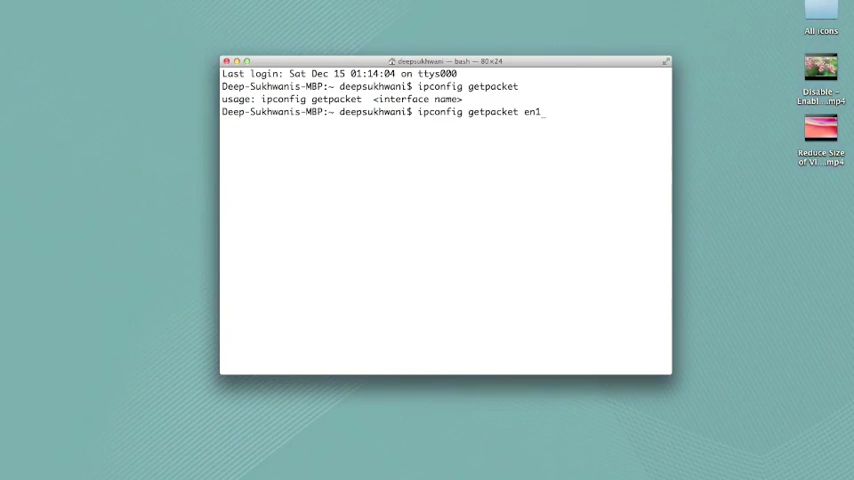 deepsukhwani — bash — 80×24
Last login: Sat Dec 15 01:14:04 on ttys000
Deep-Sukhwanis-MBP:~ deepsukhwani$ ipconfig getpacket
usage: ipconfig getpacket  <interface name>
Deep-Sukhwanis-MBP:~ deepsukhwani$ ipconfig getpacket en1_
All icons
Disable -
Enabl....mp4
Reduce Size
of VI....mp4